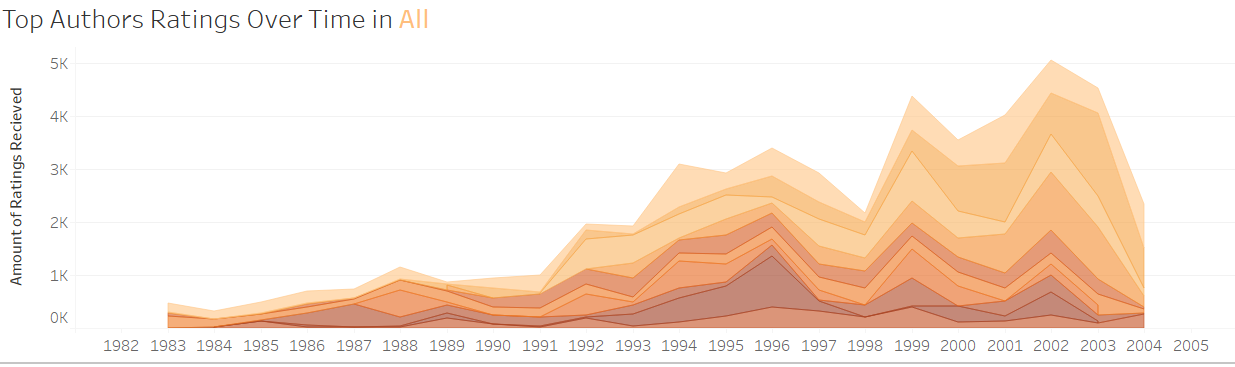 Top Authors Ratings Over Time in All
Amount of Ratings Recieved
5K
4K
3K
2K
1K
0K
1982 1983 1984 1985 1986 1987 1988 1989 1990 1991 1992 1993 1994 1995 1996 1997 1998 1999 2000 2001 2002 2003 2004 2005